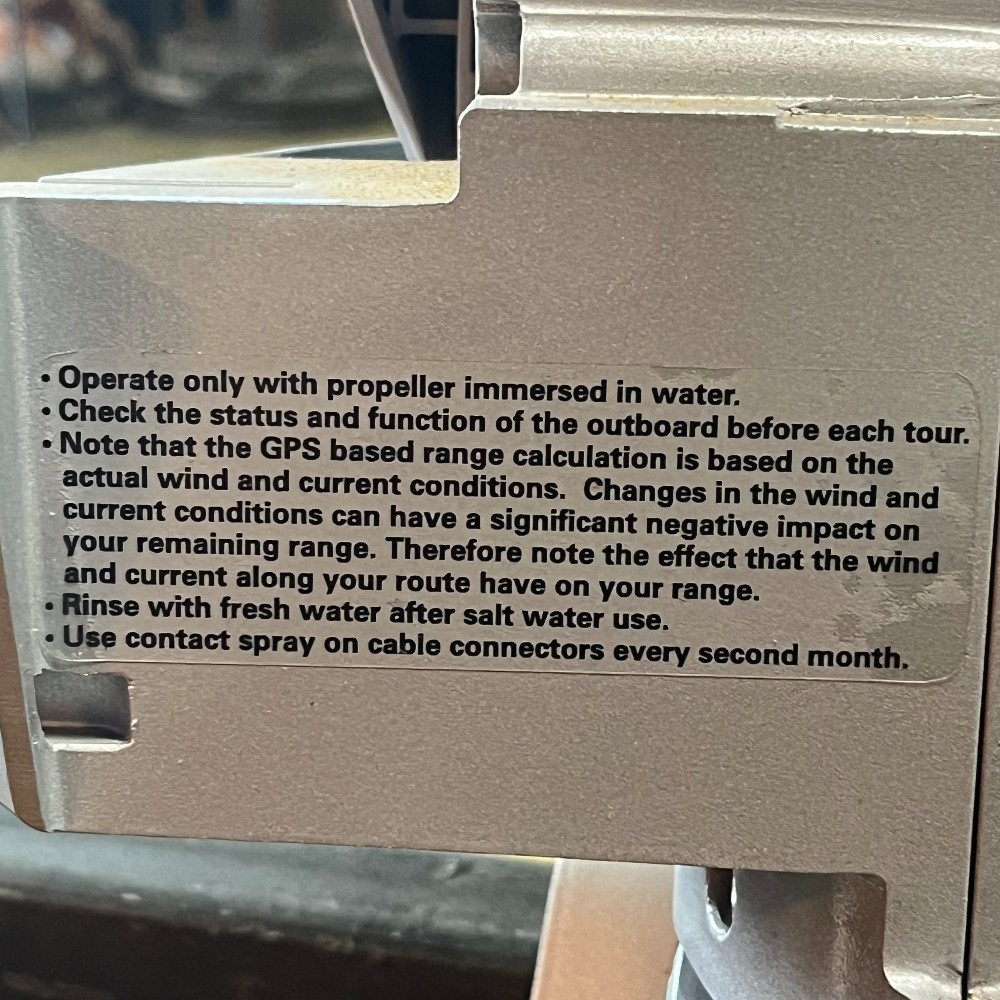 • Operate only with propeller immersed in water.
• Check the status and function of the outboard before each tour.
• Note that the GPS based range calculation is based on the
actual wind and current conditions. Changes in the wind and
current conditions can have a significant negative impact on
your remaining range. Therefore note the effect that the wind
and current along your route have on your range.
• Rinse with fresh water after salt water use.
• Use contact spray on cable connectors every second month.